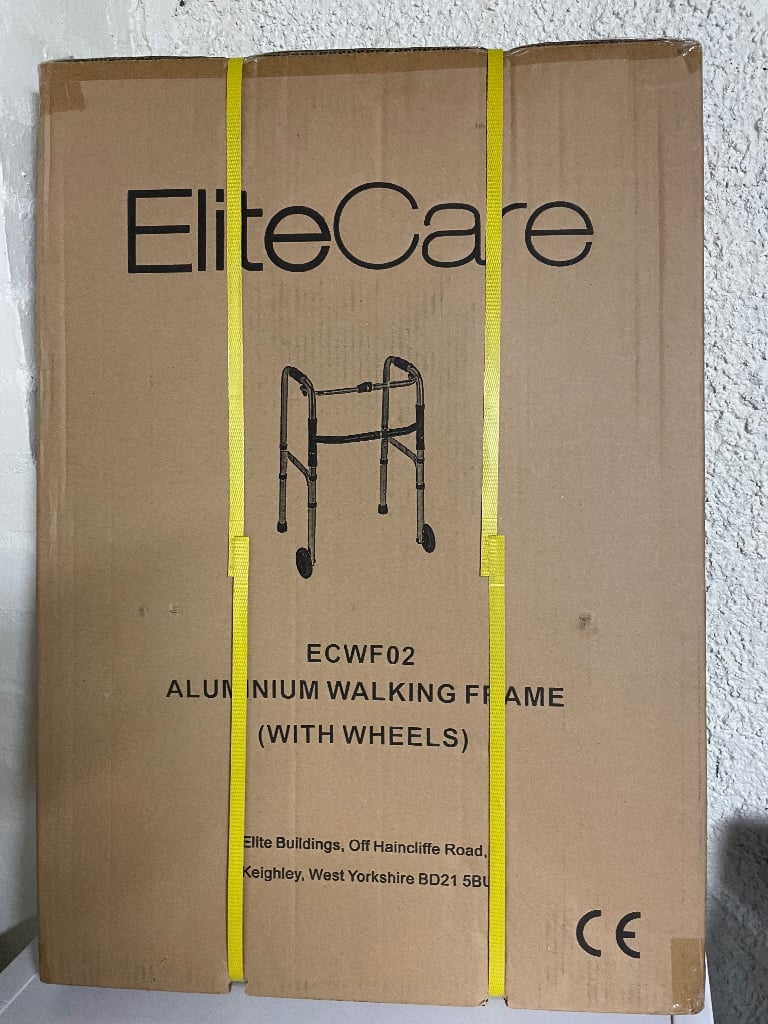 EliteCare
ECWF02
ALUMINIUM WALKING FRAME
(WITH WHEELS)
Elite Buildings, Off Haincliffe Road,
Keighley, West Yorkshire BD21 5BU
CE